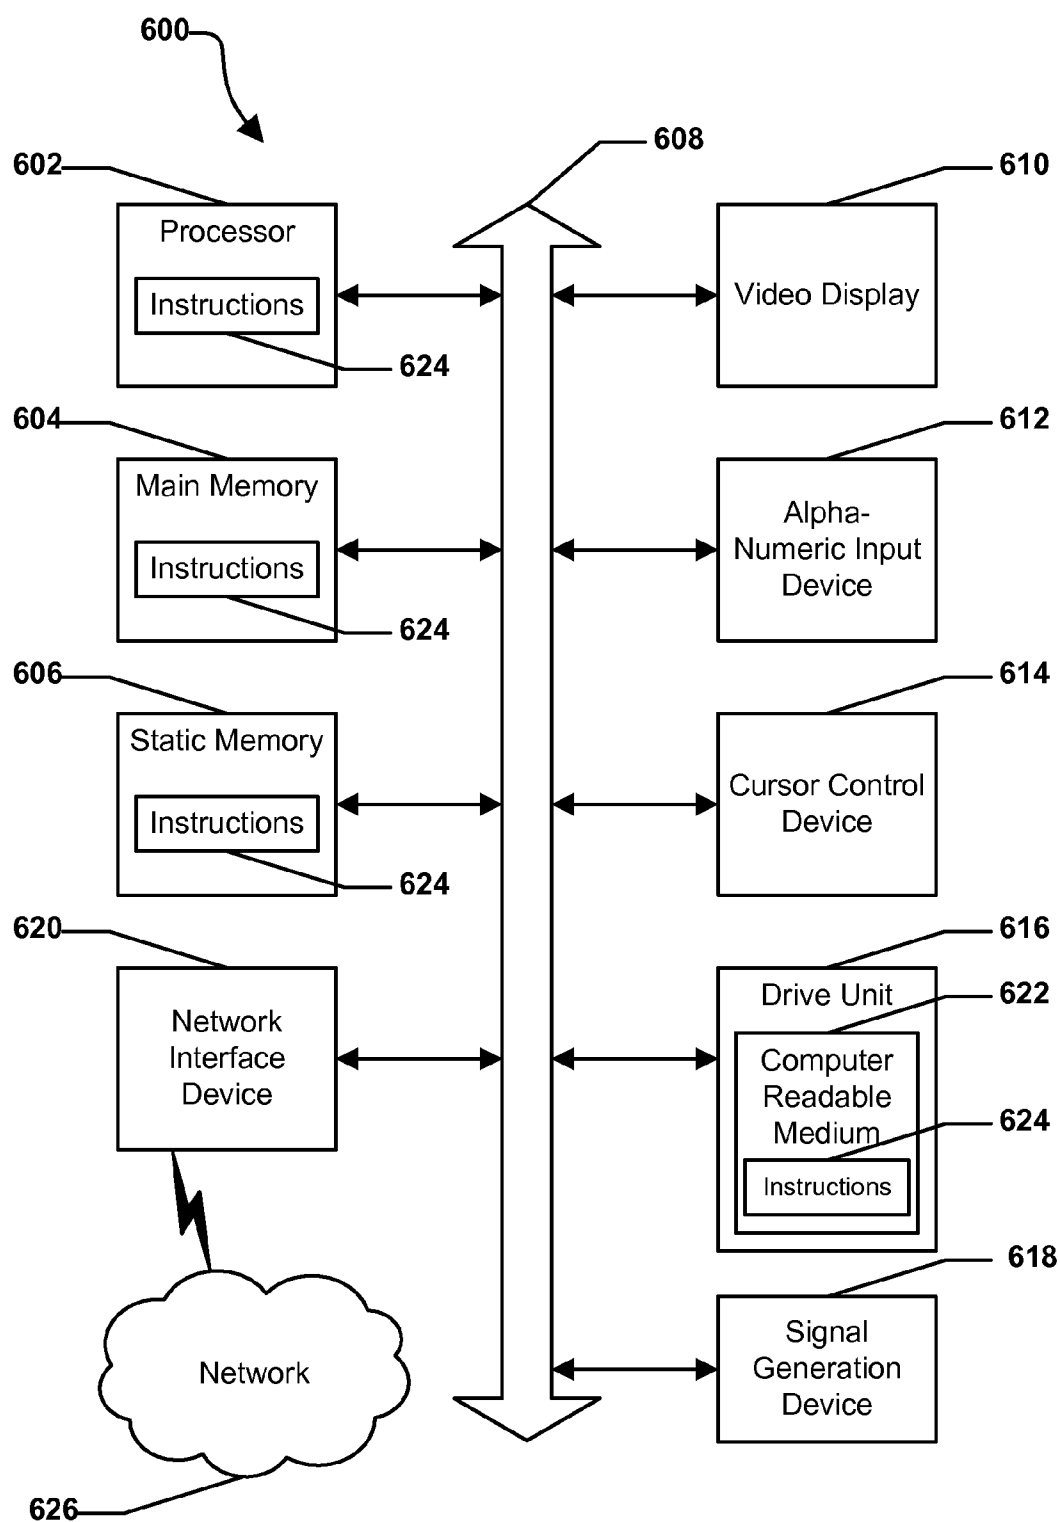 600
608
602
610
Processor
Instructions
Video Display
624
604
612
Main Memory
Instructions
Alpha-
Numeric Input
Device
624
606
614
Static Memory
Instructions
Cursor Control
Device
624
620
616
Drive Unit
622
Network
Interface
Device
Computer
Readable
Medium
624
Instructions
618
Signal
Generation
Device
Network
626